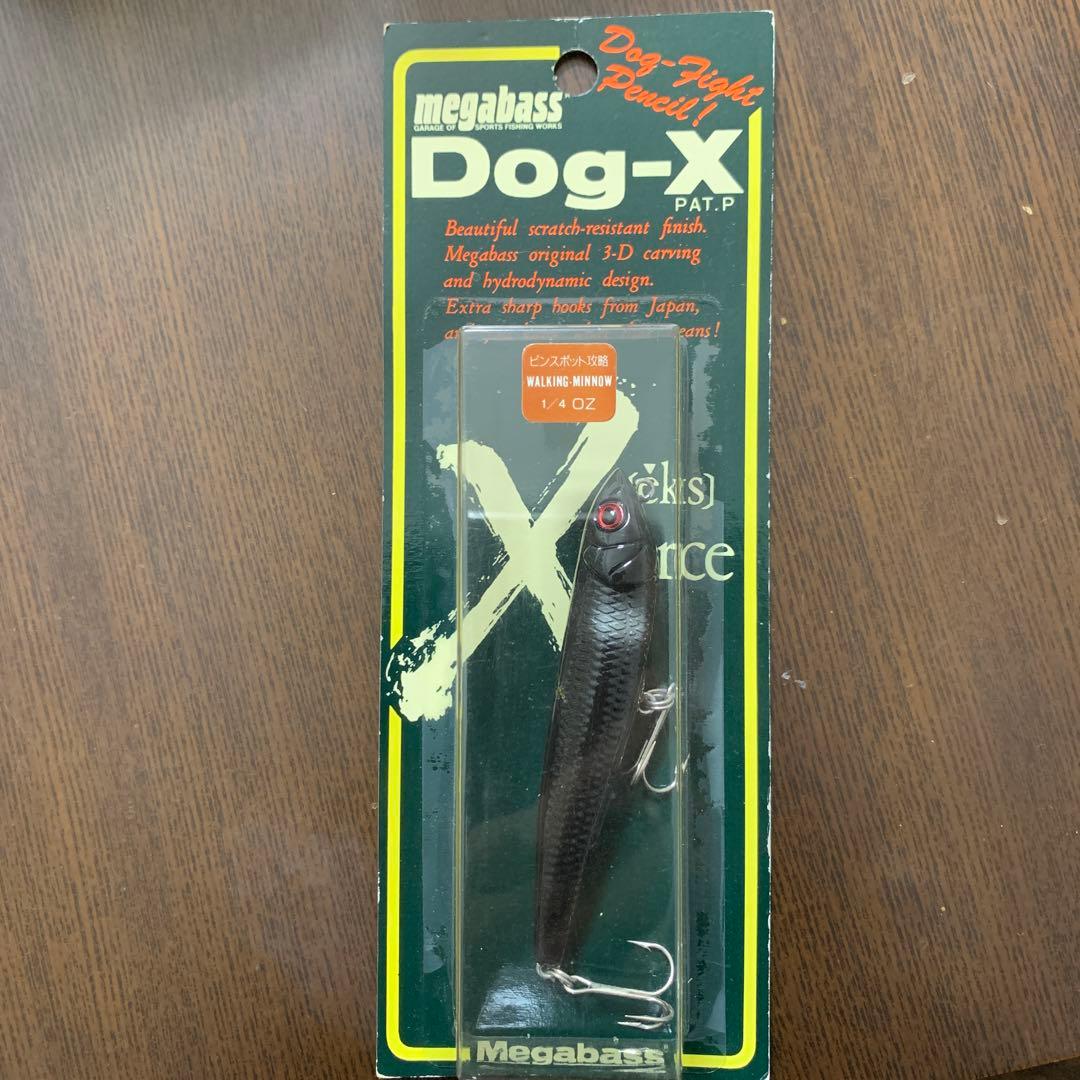 Dog-Fight
Pencil!
megabass
GARAGE OF SPORTS FISHING WORKS
Dog-X
PAT.P
Beautiful scratch-resistant finish.
Megabass original 3-D carving
and hydrodynamic design.
Extra sharp hooks from Japan,
ピンスポット攻略
WALKING-MINNOW
1/4 OZ
X
Megabass